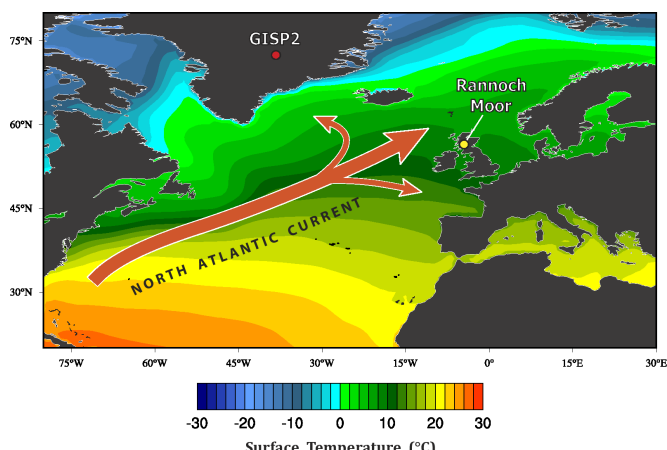 75°N
GISP2
Rannoch
Moor
60°N
45°N
NORTH ATLANTIC CURRENT
30°N
75°W 60°W 45°W 30°W 15°W 0° 15°E 30°E
-30 -20 -10 0 10 20 30
Surface Temperature (°C)